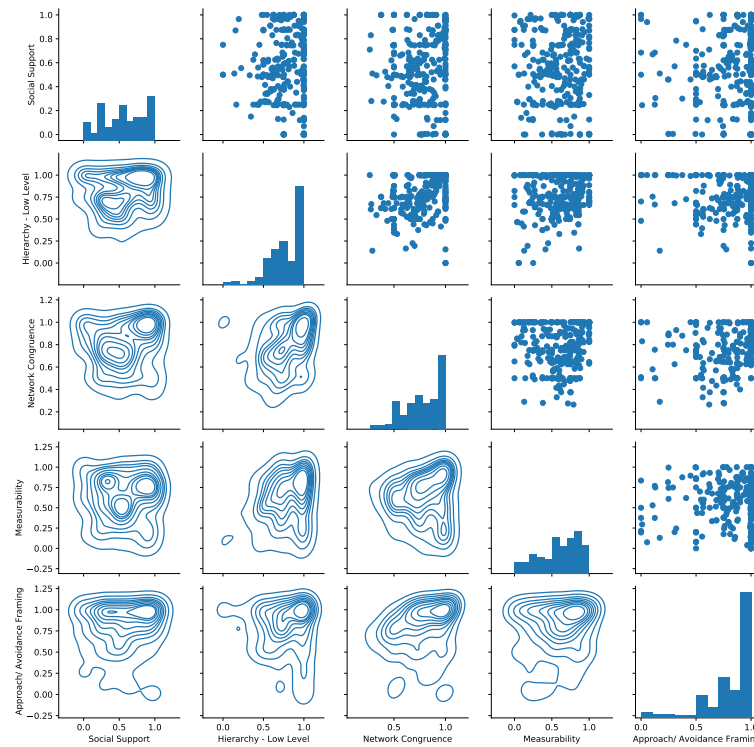 1.0
0.8
0.6
0.4
0.2
0.0
Social Support
1.00
0.75
0.50
0.25
0.00
Hierarchy - Low Level
1.2
1.0
0.8
0.6
0.4
0.2
Network Congruence
1.25
1.00
0.75
0.50
0.25
0.00
−0.25
Measurability
1.25
1.00
0.75
0.50
0.25
0.00
−0.25
Approach/ Avoidance Framing
0.0 0.5 1.0
Social Support
0.0 0.5 1.0
Hierarchy - Low Level
0.5 1.0
Network Congruence
0.0 0.5 1.0
Measurability
0.0 0.5 1.0
Approach/ Avoidance Framin